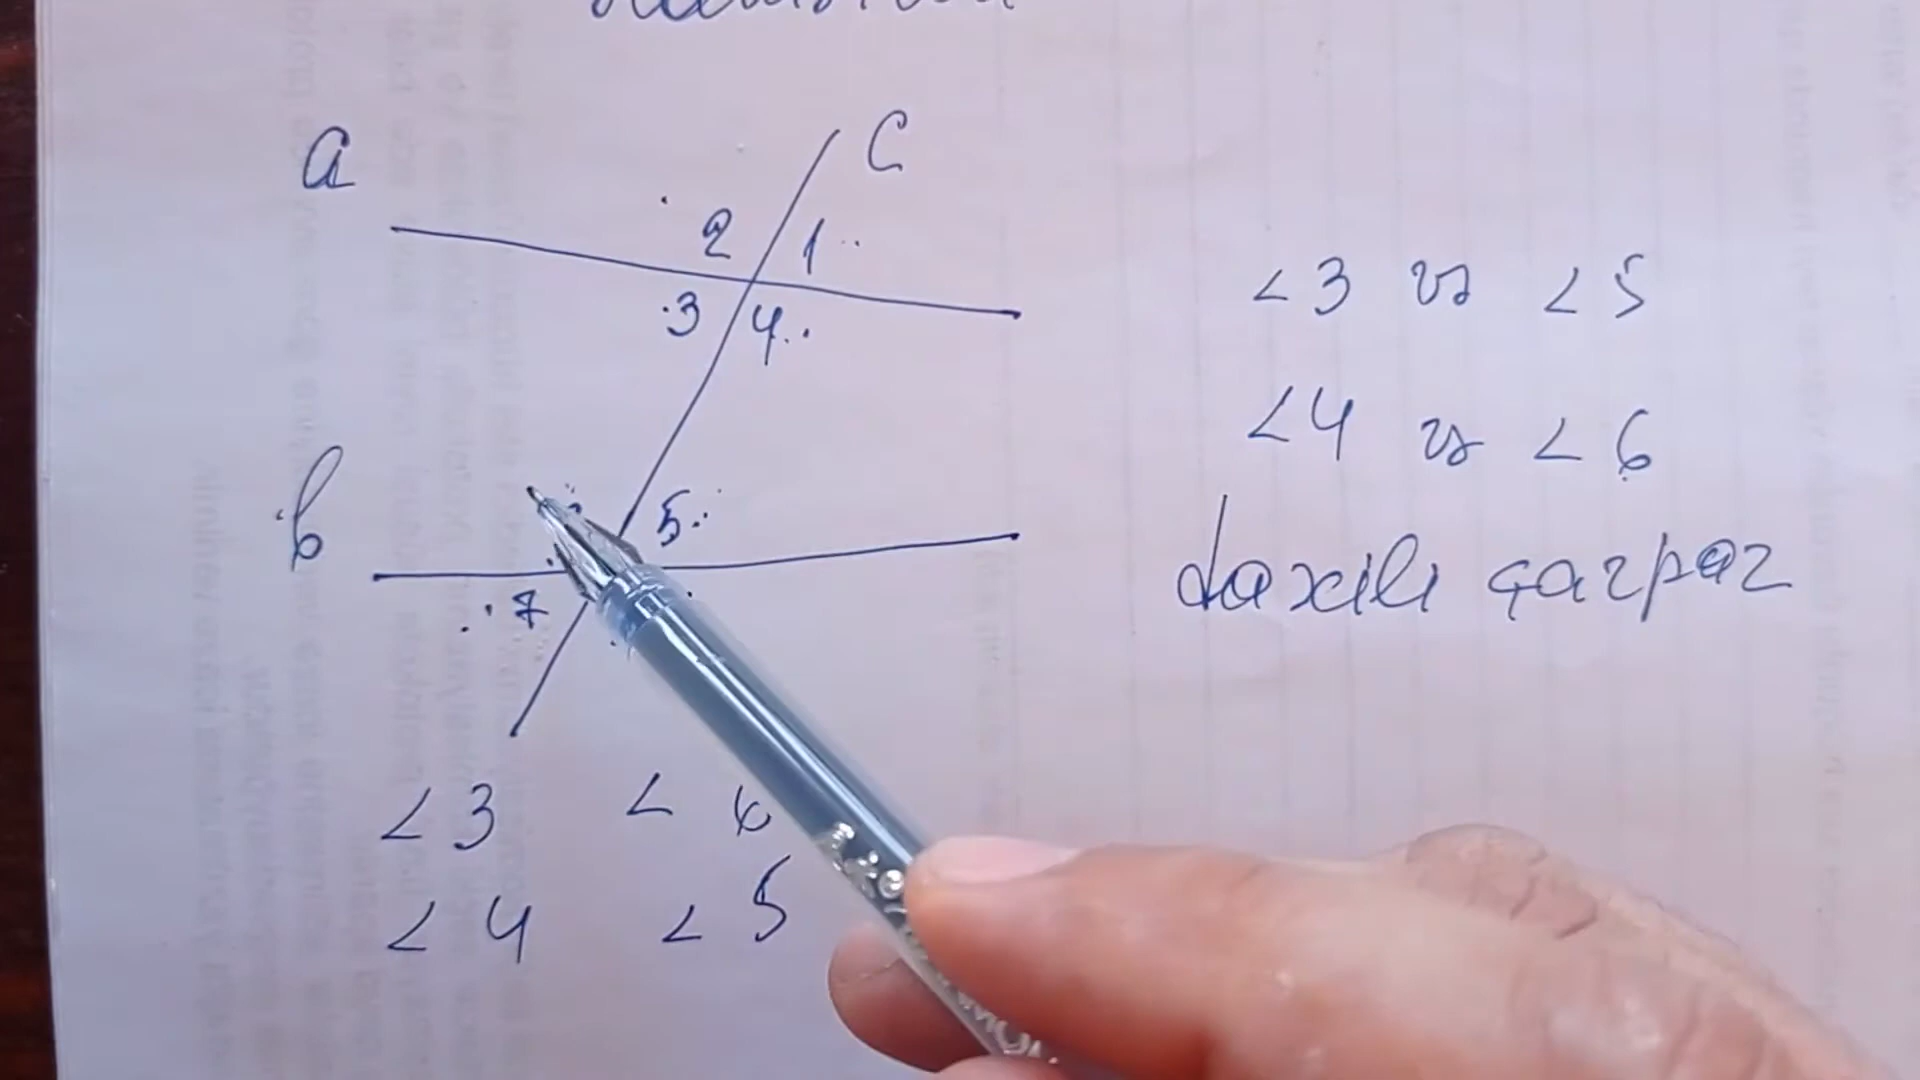 a
C
2 1
3 4
b
5
7
<3 və <5
<4 və <6
daxili çarpaz
<3 < 6
<4 <5